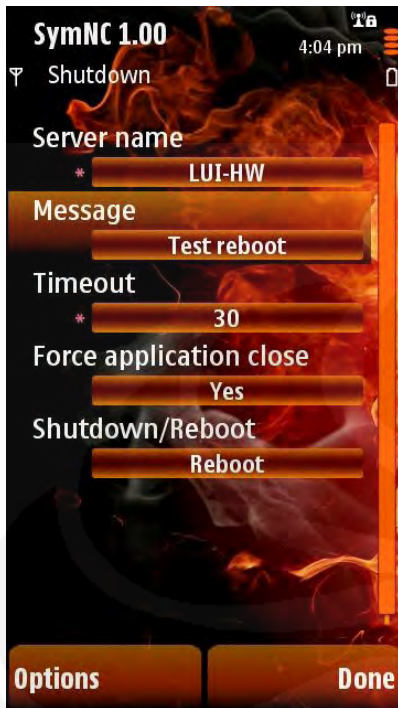 SymNC 1.00
4:04 pm
Shutdown
Server name
* LUI-HW
Message
Test reboot
Timeout
* 30
Force application close
Yes
Shutdown/Reboot
Reboot
Options Done